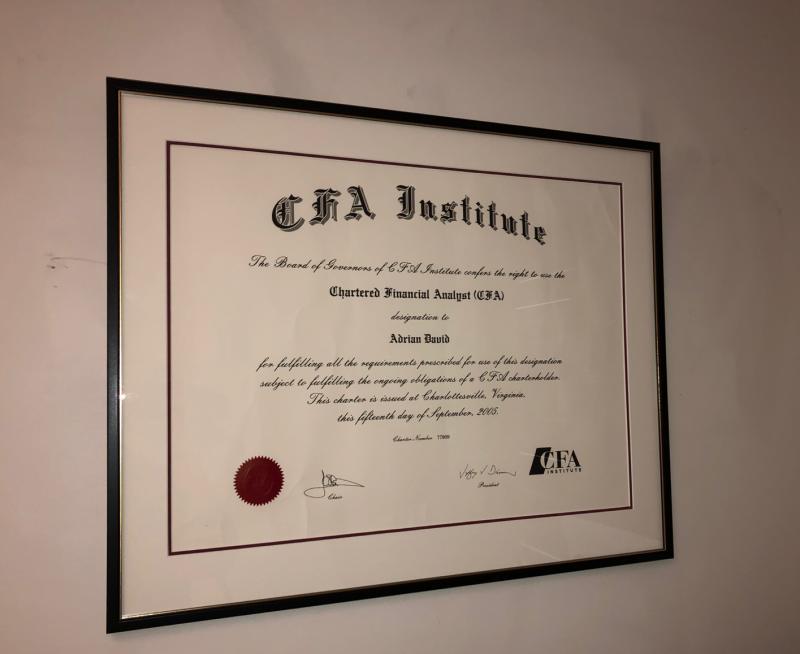 CFA Institute
The Board of Governors of CFA Institute confers the right to use the
Chartered Financial Analyst (CFA)
designation to
Adrian David
for fulfilling all the requirements prescribed for use of this designation
subject to fulfilling the ongoing obligations of a CFA charterholder.
This charter is issued at Charlottesville, Virginia,
this fifteenth day of September, 2005.
Charter Number
Chair
President
CFA
INSTITUTE